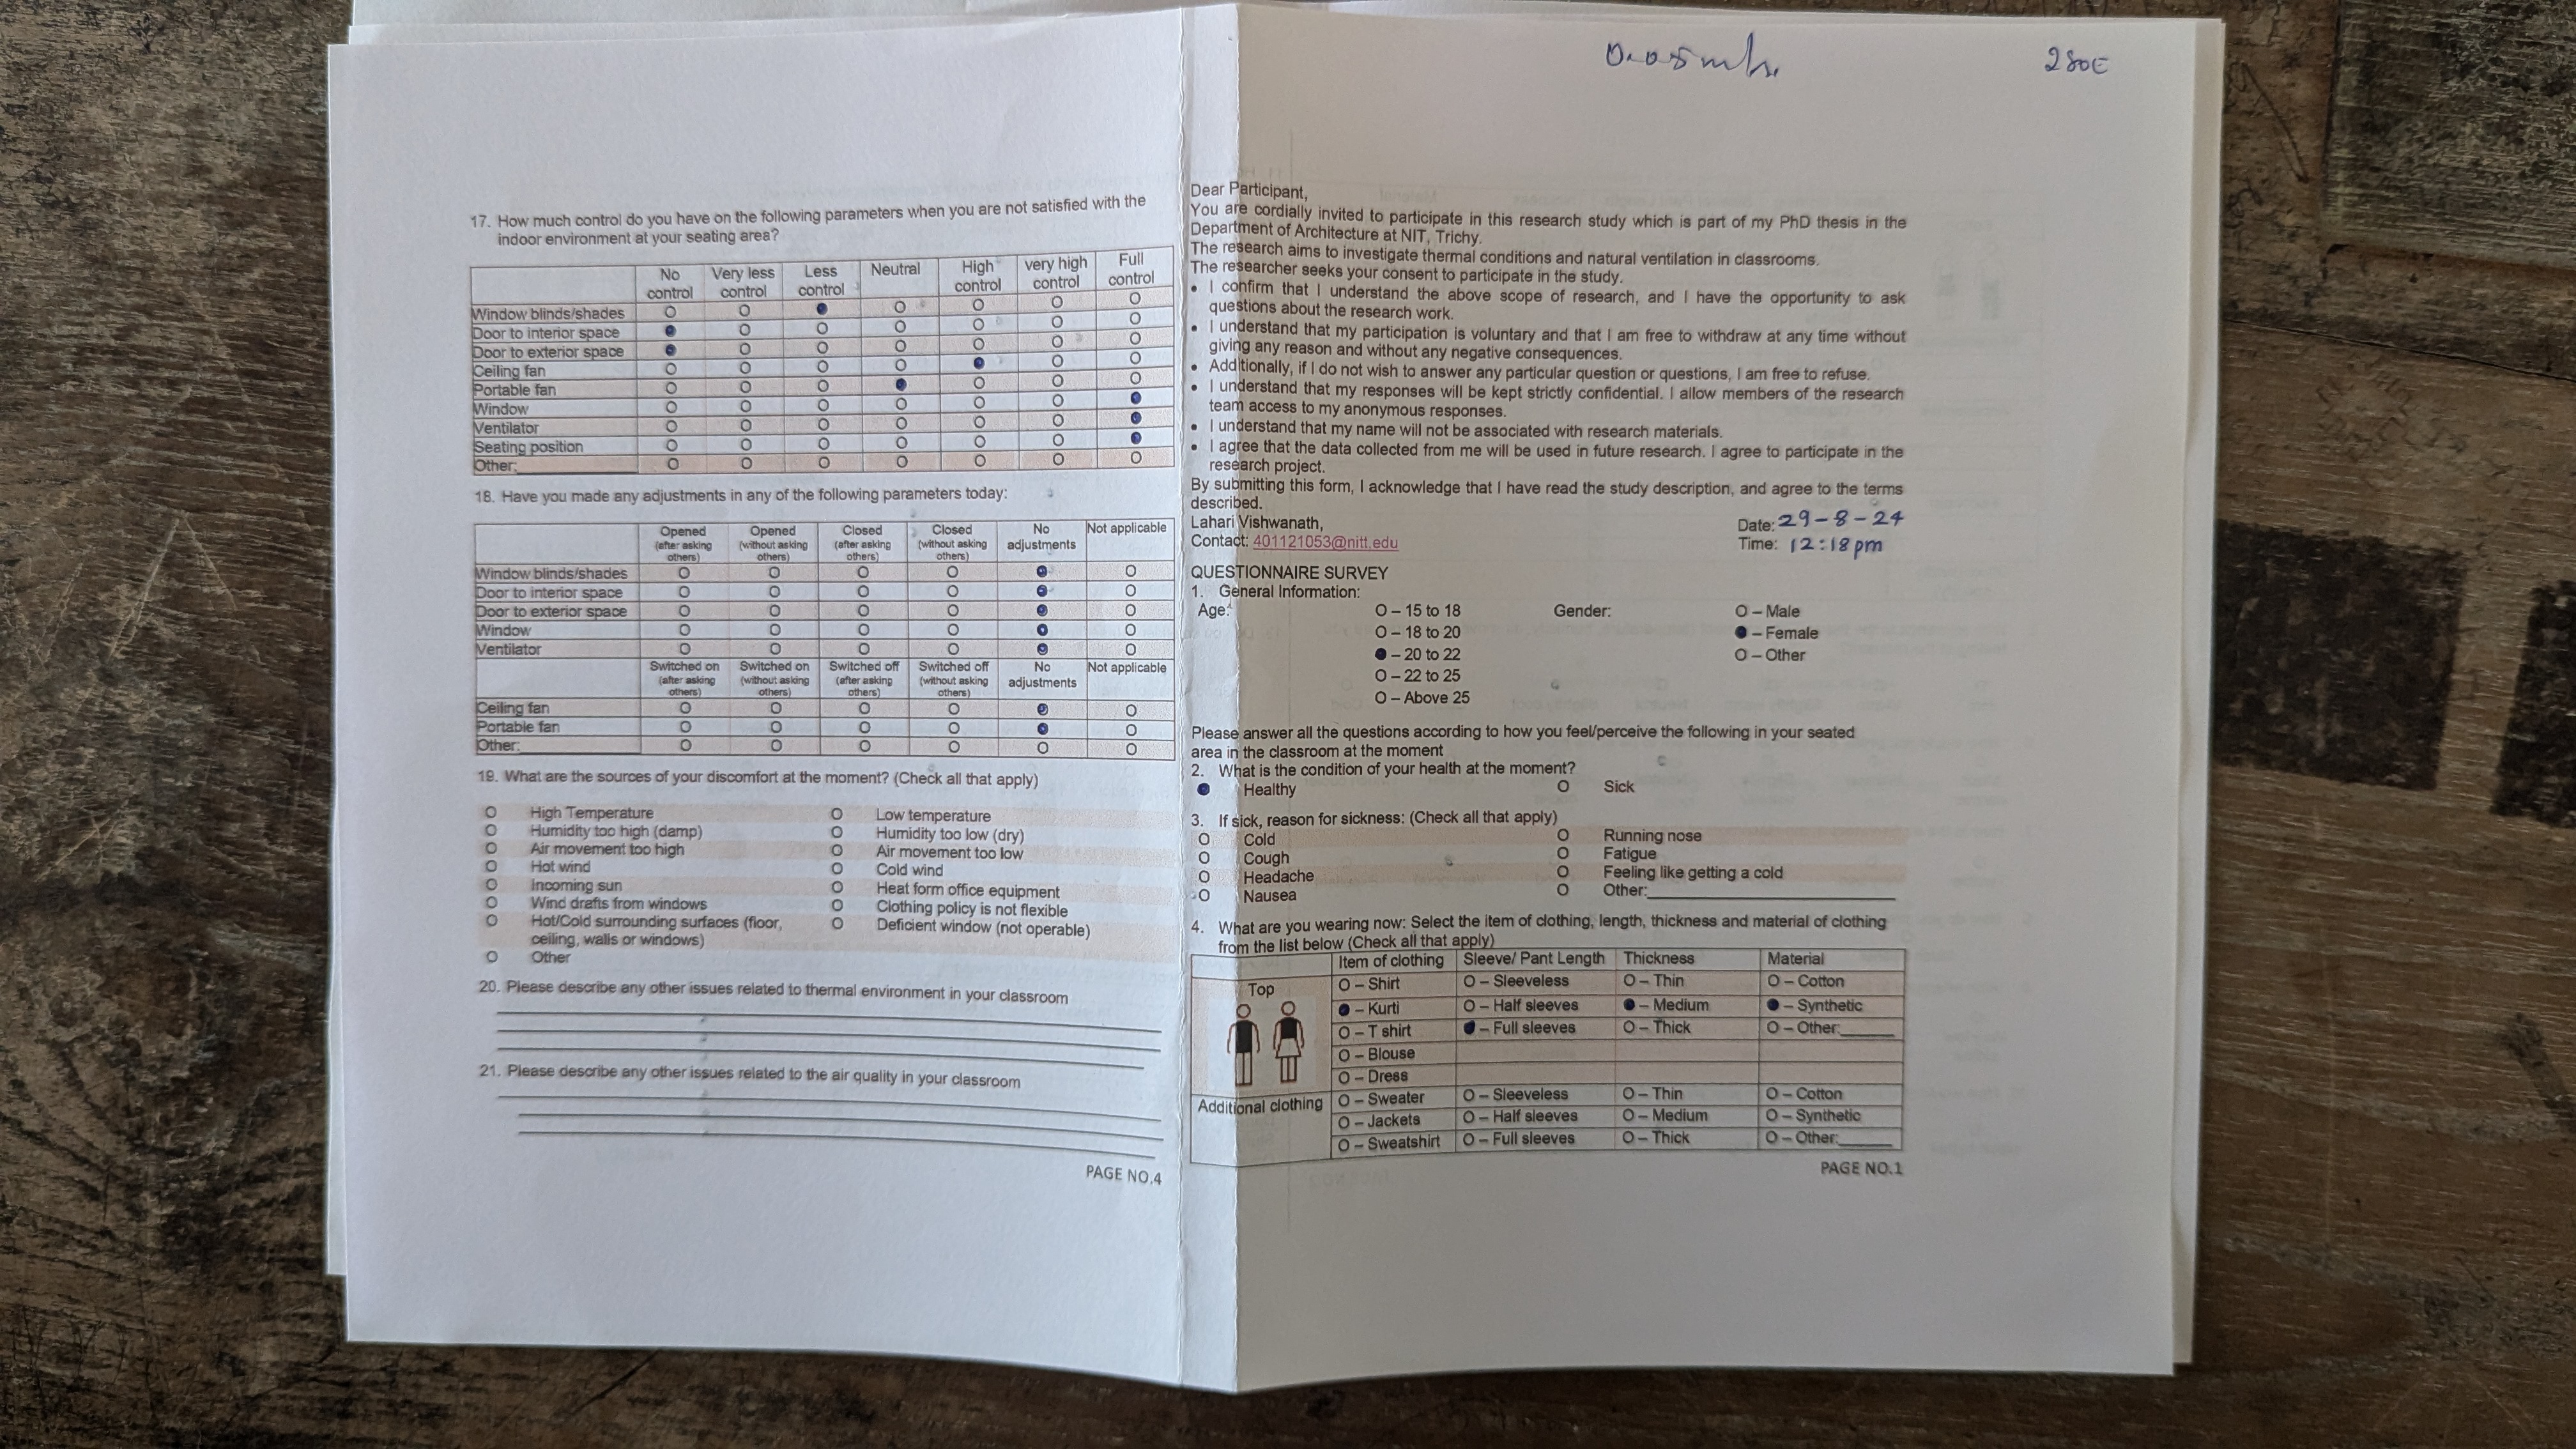 17. How much control do you have on the following parameters when you are not satisfied with the
indoor environment at your seating area?
No control Very less control Less control Neutral High control very high control Full control
Window blinds/shades O O ● O O O O
Door to interior space ● O O O O O O
Door to exterior space ● O O O O O O
Ceiling fan O O O O ● O O
Portable fan O O O ● O O O
Window O O O O O O ●
Ventilator O O O O O O ●
Seating position O O O O O O ●
Other:________ O O O O O O O
18. Have you made any adjustments in any of the following parameters today:
Opened (after asking others) Opened (without asking others) Closed (after asking others) Closed (without asking others) No adjustments Not applicable
Window blinds/shades O O O O ● O
Door to interior space O O O O ● O
Door to exterior space O O O O ● O
Window O O O O ● O
Ventilator O O O O ● O
Switched on (after asking others) Switched on (without asking others) Switched off (after asking others) Switched off (without asking others) No adjustments Not applicable
Ceiling fan O O O O ● O
Portable fan O O O O ● O
Other:________ O O O O O O
19. What are the sources of your discomfort at the moment? (Check all that apply)
O High Temperature O Low temperature
O Humidity too high (damp) O Humidity too low (dry)
O Air movement too high O Air movement too low
O Hot wind O Cold wind
O Incoming sun O Heat form office equipment
O Wind drafts from windows O Clothing policy is not flexible
O Hot/Cold surrounding surfaces (floor, O Deficient window (not operable)
ceiling, walls or windows)
O Other
20. Please describe any other issues related to thermal environment in your classroom
21. Please describe any other issues related to the air quality in your classroom
PAGE NO.4
0.05 m/s.
Dear Participant,
You are cordially invited to participate in this research study which is part of my PhD thesis in the
Department of Architecture at NIT, Trichy.
The research aims to investigate thermal conditions and natural ventilation in classrooms.
The researcher seeks your consent to participate in the study.
• I confirm that I understand the above scope of research, and I have the opportunity to ask
questions about the research work.
• I understand that my participation is voluntary and that I am free to withdraw at any time without
giving any reason and without any negative consequences.
• Additionally, if I do not wish to answer any particular question or questions, I am free to refuse.
• I understand that my responses will be kept strictly confidential. I allow members of the research
team access to my anonymous responses.
• I understand that my name will not be associated with research materials.
• I agree that the data collected from me will be used in future research. I agree to participate in the
research project.
By submitting this form, I acknowledge that I have read the study description, and agree to the terms
described.
Lahari Vishwanath, Date: 29-8-24
Contact: 401121053@nitt.edu Time: 12:18pm
QUESTIONNAIRE SURVEY
1. General Information:
Age: O – 15 to 18 Gender: O – Male
O – 18 to 20 ● – Female
● – 20 to 22 O – Other
O – 22 to 25
O – Above 25
Please answer all the questions according to how you feel/perceive the following in your seated
area in the classroom at the moment
2. What is the condition of your health at the moment?
● Healthy O Sick
3. If sick, reason for sickness: (Check all that apply)
O Cold O Running nose
O Cough O Fatigue
O Headache O Feeling like getting a cold
O Nausea O Other:________
4. What are you wearing now: Select the item of clothing, length, thickness and material of clothing
from the list below (Check all that apply)
Item of clothing Sleeve/ Pant Length Thickness Material
Top O – Shirt O – Sleeveless O – Thin O – Cotton
● – Kurti O – Half sleeves ● – Medium ● – Synthetic
O – T shirt ● – Full sleeves O – Thick O – Other:______
O – Blouse
O – Dress
Additional clothing O – Sweater O – Sleeveless O – Thin O – Cotton
O – Jackets O – Half sleeves O – Medium O – Synthetic
O – Sweatshirt O – Full sleeves O – Thick O – Other:______
PAGE NO.1